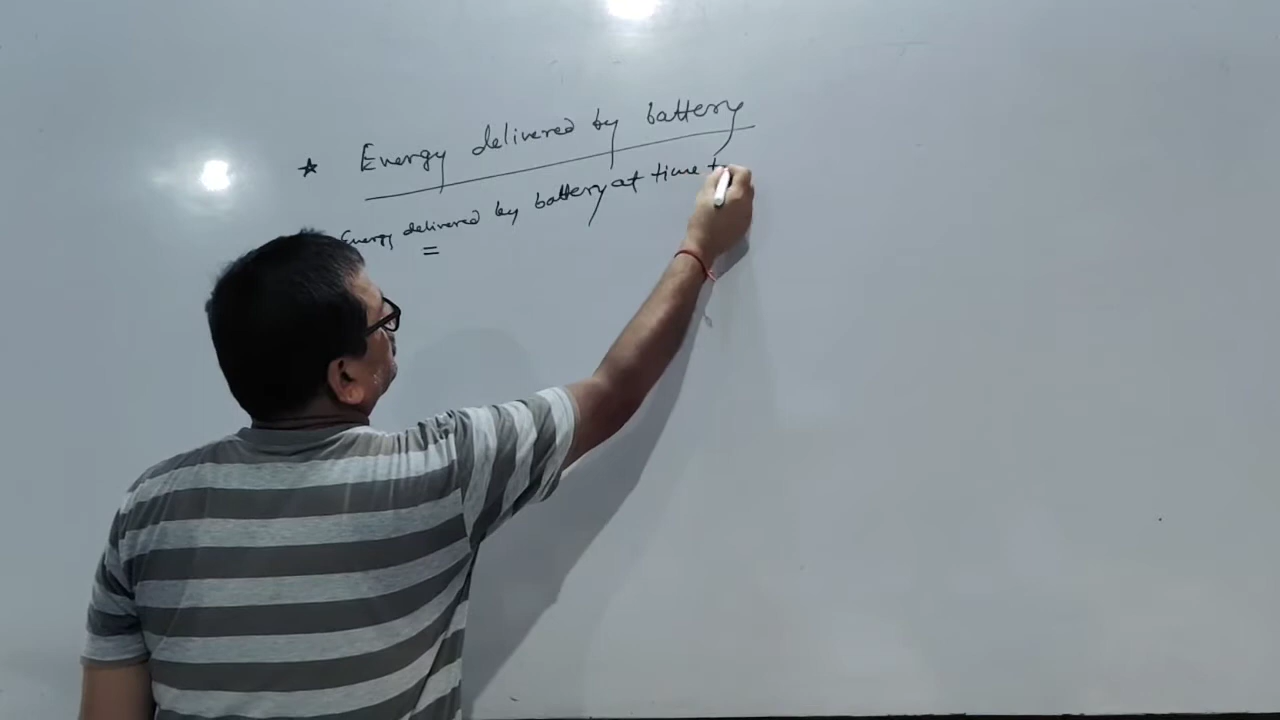 ★ Energy delivered by battery
Energy delivered by battery at time t
=